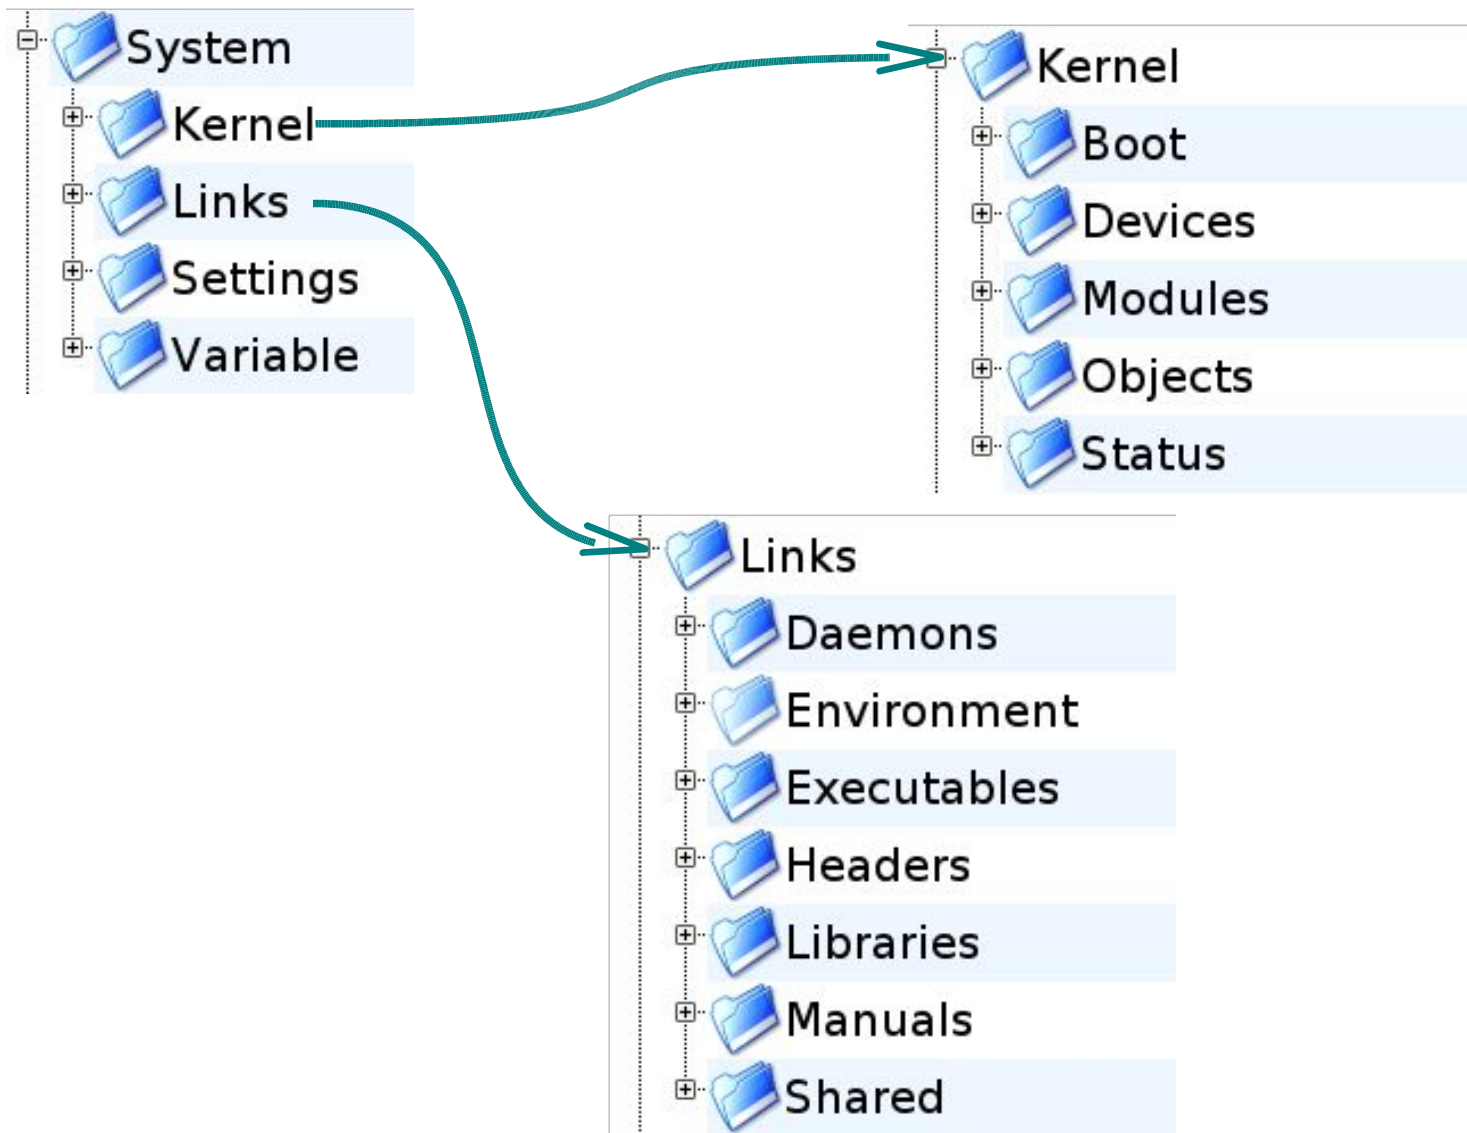 System
Kernel
Links
Settings
Variable
Kernel
Boot
Devices
Modules
Objects
Status
Links
Daemons
Environment
Executables
Headers
Libraries
Manuals
Shared